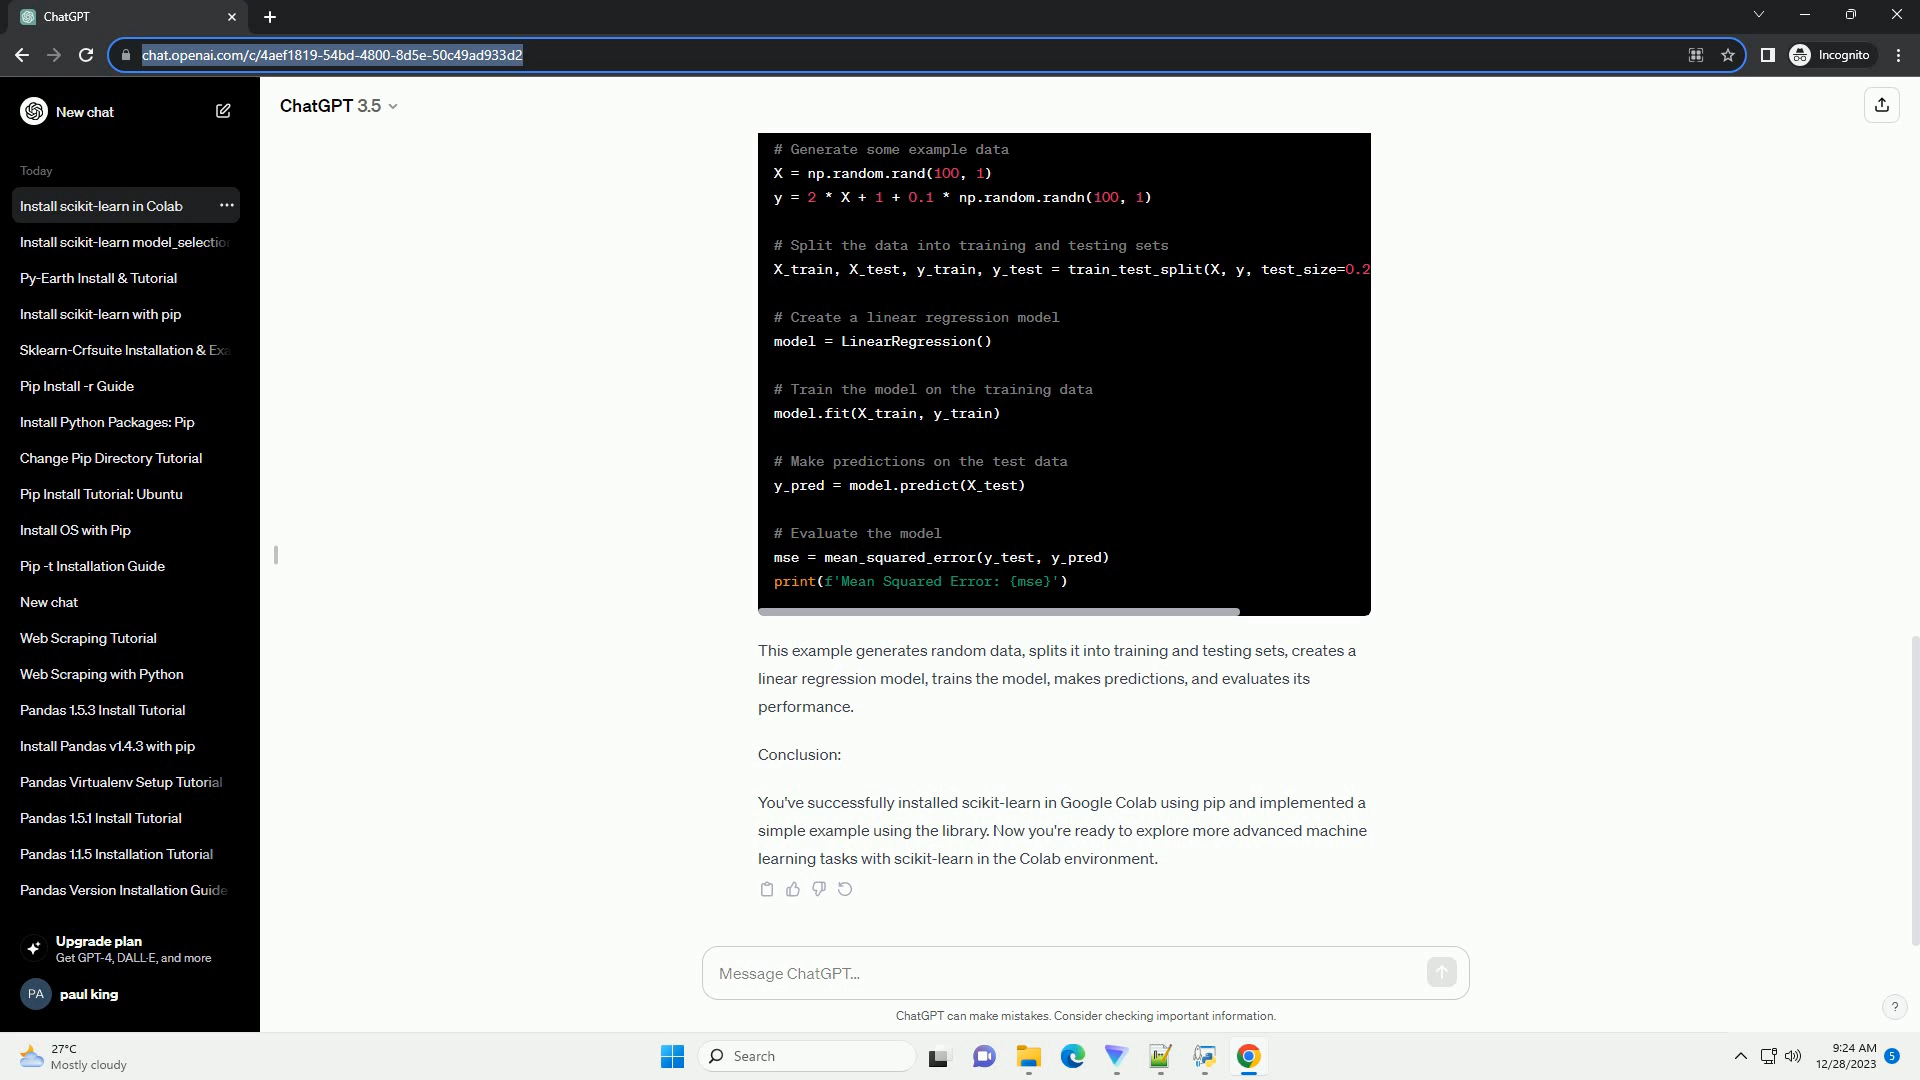 ChatGPT
chat.openai.com/c/4aef1819-54bd-4800-8d5e-50c49ad933d2
Incognito
New chat
ChatGPT 3.5
Today
Install scikit-learn in Colab
Install scikit-learn model_selection
Py-Earth Install & Tutorial
Install scikit-learn with pip
Sklearn-Crfsuite Installation & Exa
Pip Install -r Guide
Install Python Packages: Pip
Change Pip Directory Tutorial
Pip Install Tutorial: Ubuntu
Install OS with Pip
Pip -t Installation Guide
New chat
Web Scraping Tutorial
Web Scraping with Python
Pandas 1.5.3 Install Tutorial
Install Pandas v1.4.3 with pip
Pandas Virtualenv Setup Tutorial
Pandas 1.5.1 Install Tutorial
Pandas 1.1.5 Installation Tutorial
Pandas Version Installation Guide
Upgrade plan
Get GPT-4, DALL·E, and more
PA paul king
# Generate some example data
X = np.random.rand(100, 1)
y = 2 * X + 1 + 0.1 * np.random.randn(100, 1)
# Split the data into training and testing sets
X_train, X_test, y_train, y_test = train_test_split(X, y, test_size=0.2
# Create a linear regression model
model = LinearRegression()
# Train the model on the training data
model.fit(X_train, y_train)
# Make predictions on the test data
y_pred = model.predict(X_test)
# Evaluate the model
mse = mean_squared_error(y_test, y_pred)
print(f'Mean Squared Error: {mse}')
This example generates random data, splits it into training and testing sets, creates a
linear regression model, trains the model, makes predictions, and evaluates its
performance.
Conclusion:
You've successfully installed scikit-learn in Google Colab using pip and implemented a
simple example using the library. Now you're ready to explore more advanced machine
learning tasks with scikit-learn in the Colab environment.
Message ChatGPT...
ChatGPT can make mistakes. Consider checking important information.
?
27°C
Mostly cloudy
Search
9:24 AM
12/28/2023
5